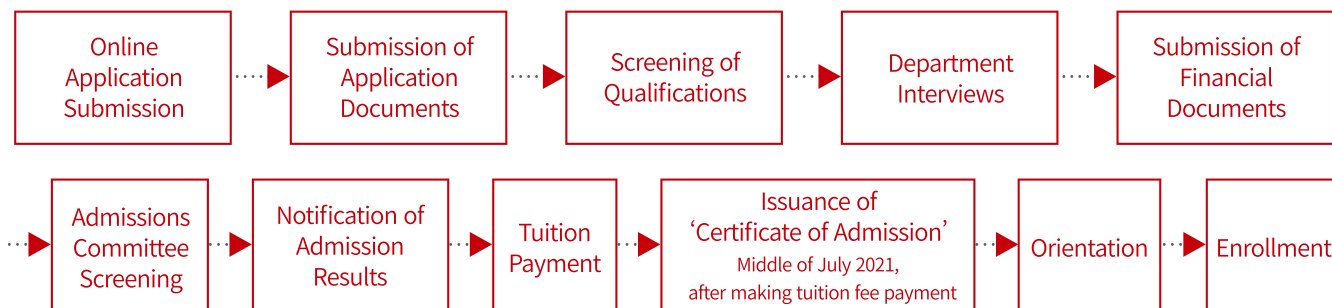 Online
Application
Submission
Submission of
Application
Documents
Screening of
Qualifications
Department
Interviews
Submission of
Financial
Documents
Admissions
Committee
Screening
Notification of
Admission
Results
Tuition
Payment
Issuance of
‘Certificate of Admission’
Middle of July 2021,
after making tuition fee payment
Orientation
Enrollment